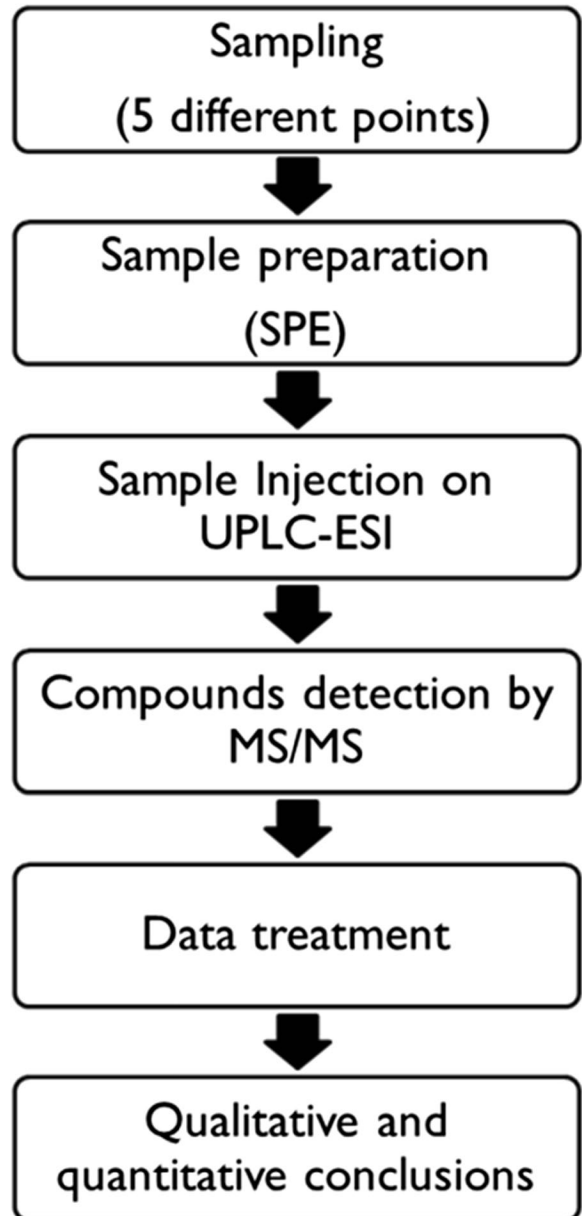 Sampling
(5 different points)
Sample preparation
(SPE)
Sample Injection on
UPLC-ESI
Compounds detection by
MS/MS
Data treatment
Qualitative and
quantitative conclusions